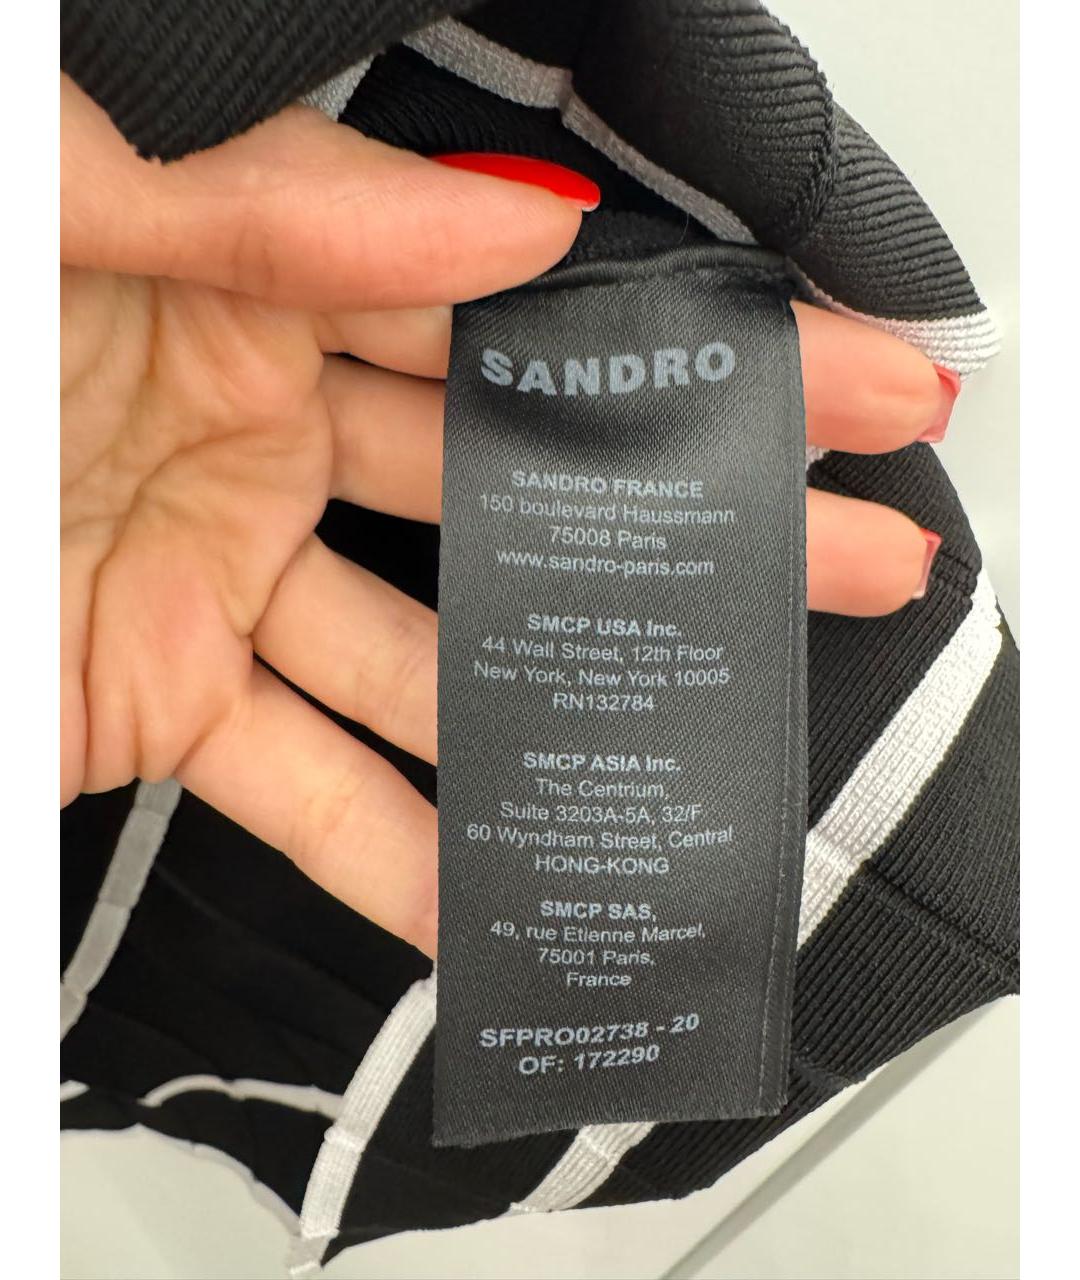 SANDRO
SANDRO FRANCE
150 boulevard Haussmann
75008 Paris
www.sandro-paris.com
SMCP USA Inc.
44 Wall Street, 12th Floor
New York, New York 10005
RN132784
SMCP ASIA Inc.
The Centrium,
Suite 3203A-5A, 32/F
60 Wyndham Street, Central
HONG-KONG
SMCP SAS,
49, rue Etienne Marcel,
75001 Paris,
France
SFPRO02738 - 20
OF: 172290